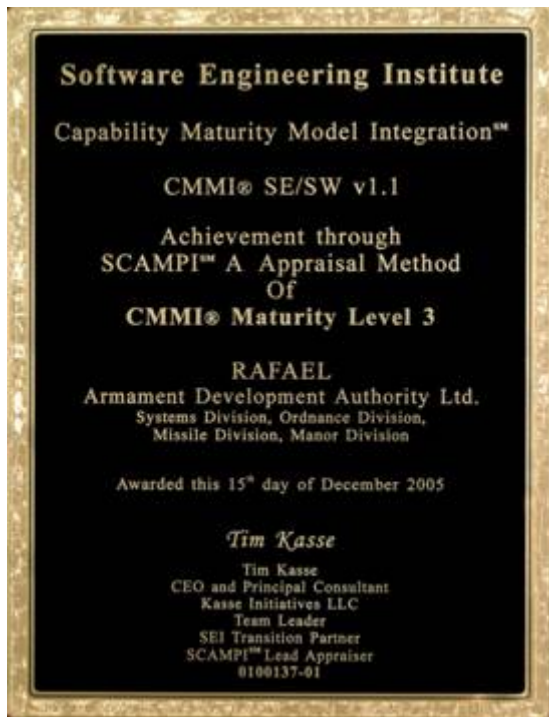 Software Engineering Institute
Capability Maturity Model Integration℠
CMMI® SE/SW v1.1
Achievement through
SCAMPI℠ A Appraisal Method
Of
CMMI® Maturity Level 3
RAFAEL
Armament Development Authority Ltd.
Systems Division, Ordnance Division,
Missile Division, Manor Division
Awarded this 15th day of December 2005
Tim Kasse
Tim Kasse
CEO and Principal Consultant
Kasse Initiatives LLC
Team Leader
SEI Transition Partner
SCAMPI℠ Lead Appraiser
0100137-01